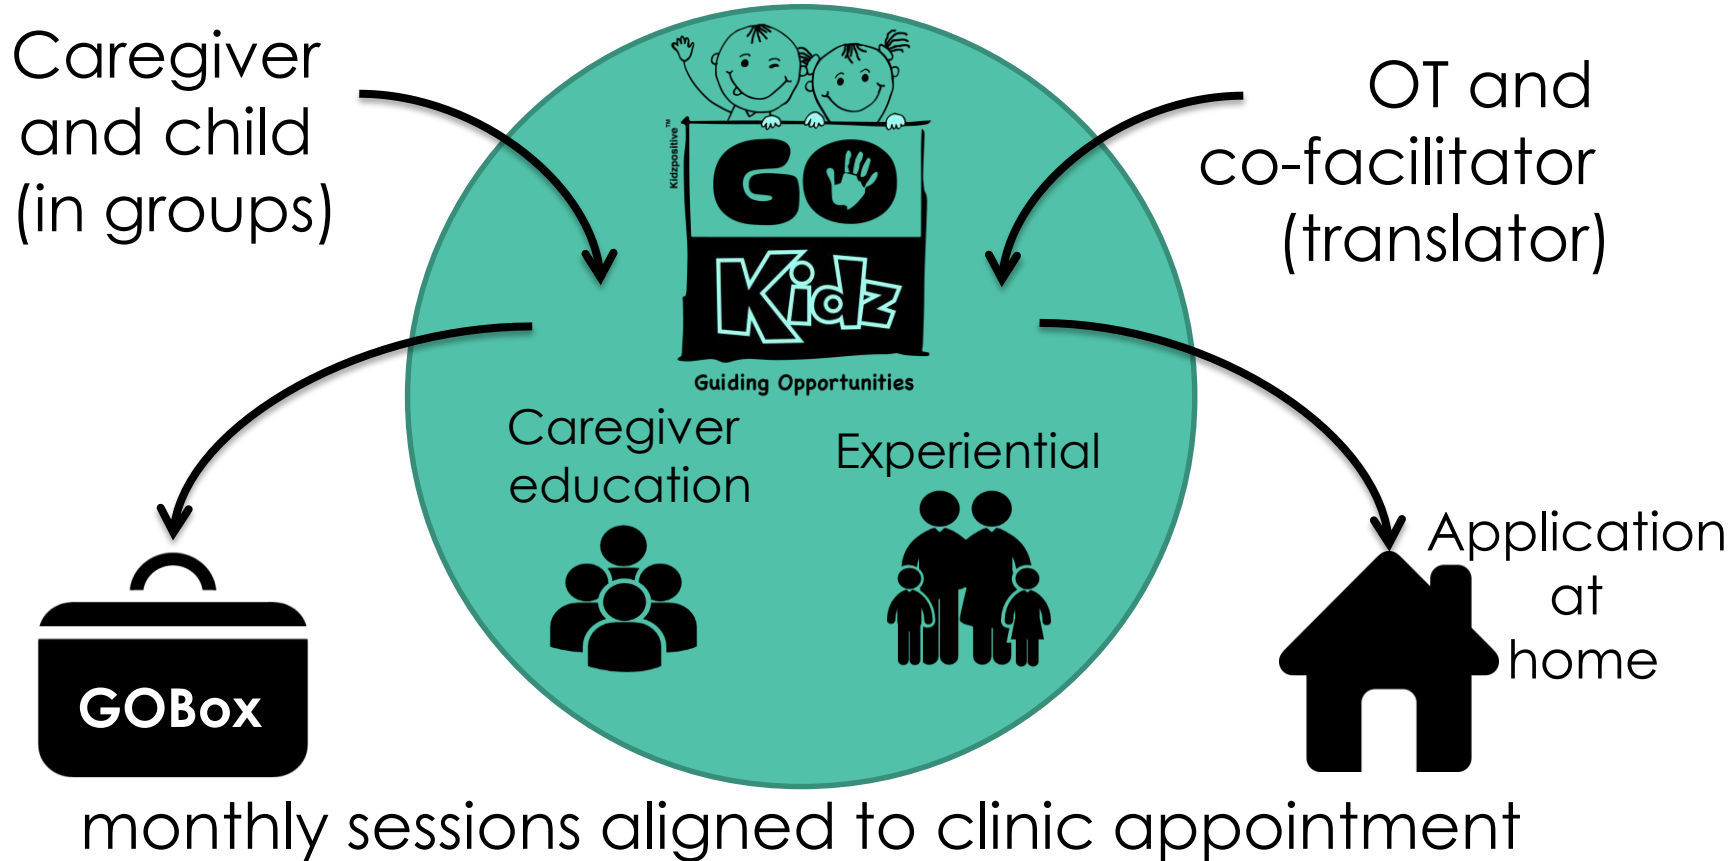 Caregiver
and child
(in groups)
OT and
co-facilitator
(translator)
Kidzpositive™
GO
Kidz
Guiding Opportunities
Caregiver
education
Experiential
GOBox
Application
at
home
monthly sessions aligned to clinic appointment